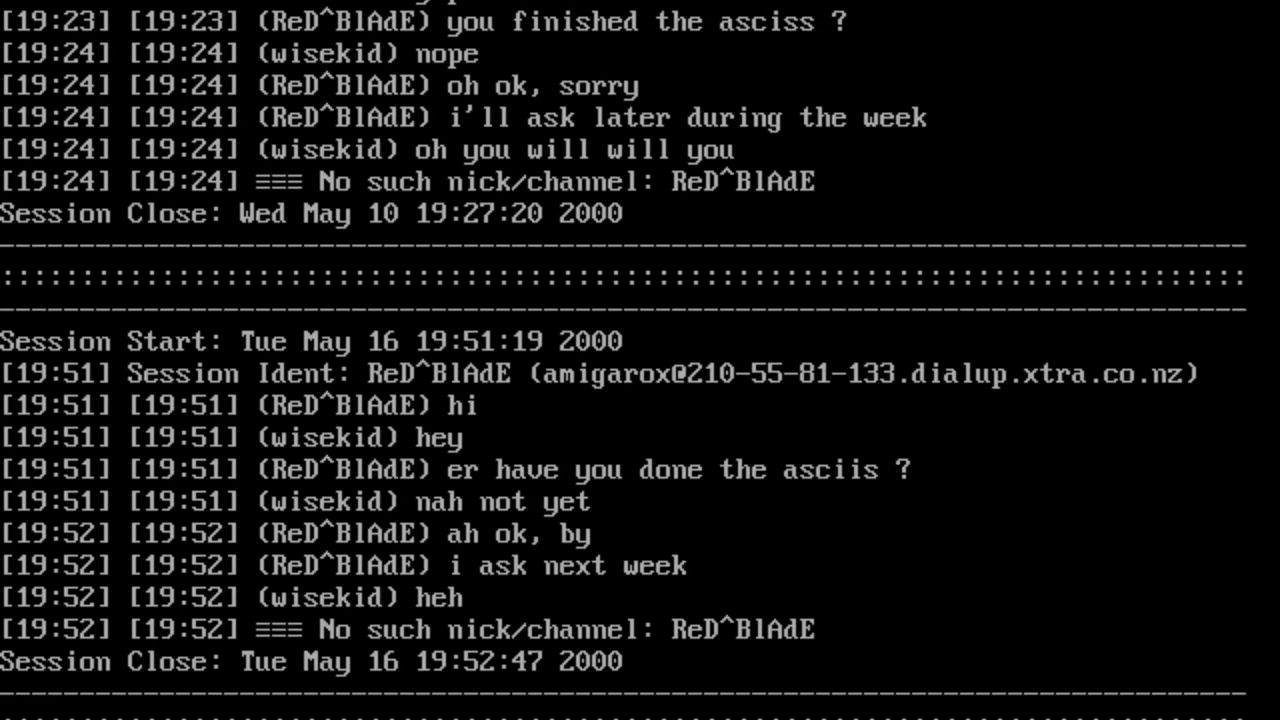 [19:23] [19:23] (ReD^BlAdE) you finished the asciss ?
[19:24] [19:24] (wisekid) nope
[19:24] [19:24] (ReD^BlAdE) oh ok, sorry
[19:24] [19:24] (ReD^BlAdE) i'll ask later during the week
[19:24] [19:24] (wisekid) oh you will will you
[19:24] [19:24] ≡≡≡ No such nick/channel: ReD^BlAdE
Session Close: Wed May 10 19:27:20 2000
------------------------------------------------------------------------------
::::::::::::::::::::::::::::::::::::::::::::::::::::::::::::::::::::::::::::::
------------------------------------------------------------------------------
Session Start: Tue May 16 19:51:19 2000
[19:51] Session Ident: ReD^BlAdE (amigarox@210-55-81-133.dialup.xtra.co.nz)
[19:51] [19:51] (ReD^BlAdE) hi
[19:51] [19:51] (wisekid) hey
[19:51] [19:51] (ReD^BlAdE) er have you done the asciis ?
[19:51] [19:51] (wisekid) nah not yet
[19:52] [19:52] (ReD^BlAdE) ah ok, by
[19:52] [19:52] (ReD^BlAdE) i ask next week
[19:52] [19:52] (wisekid) heh
[19:52] [19:52] ≡≡≡ No such nick/channel: ReD^BlAdE
Session Close: Tue May 16 19:52:47 2000
------------------------------------------------------------------------------